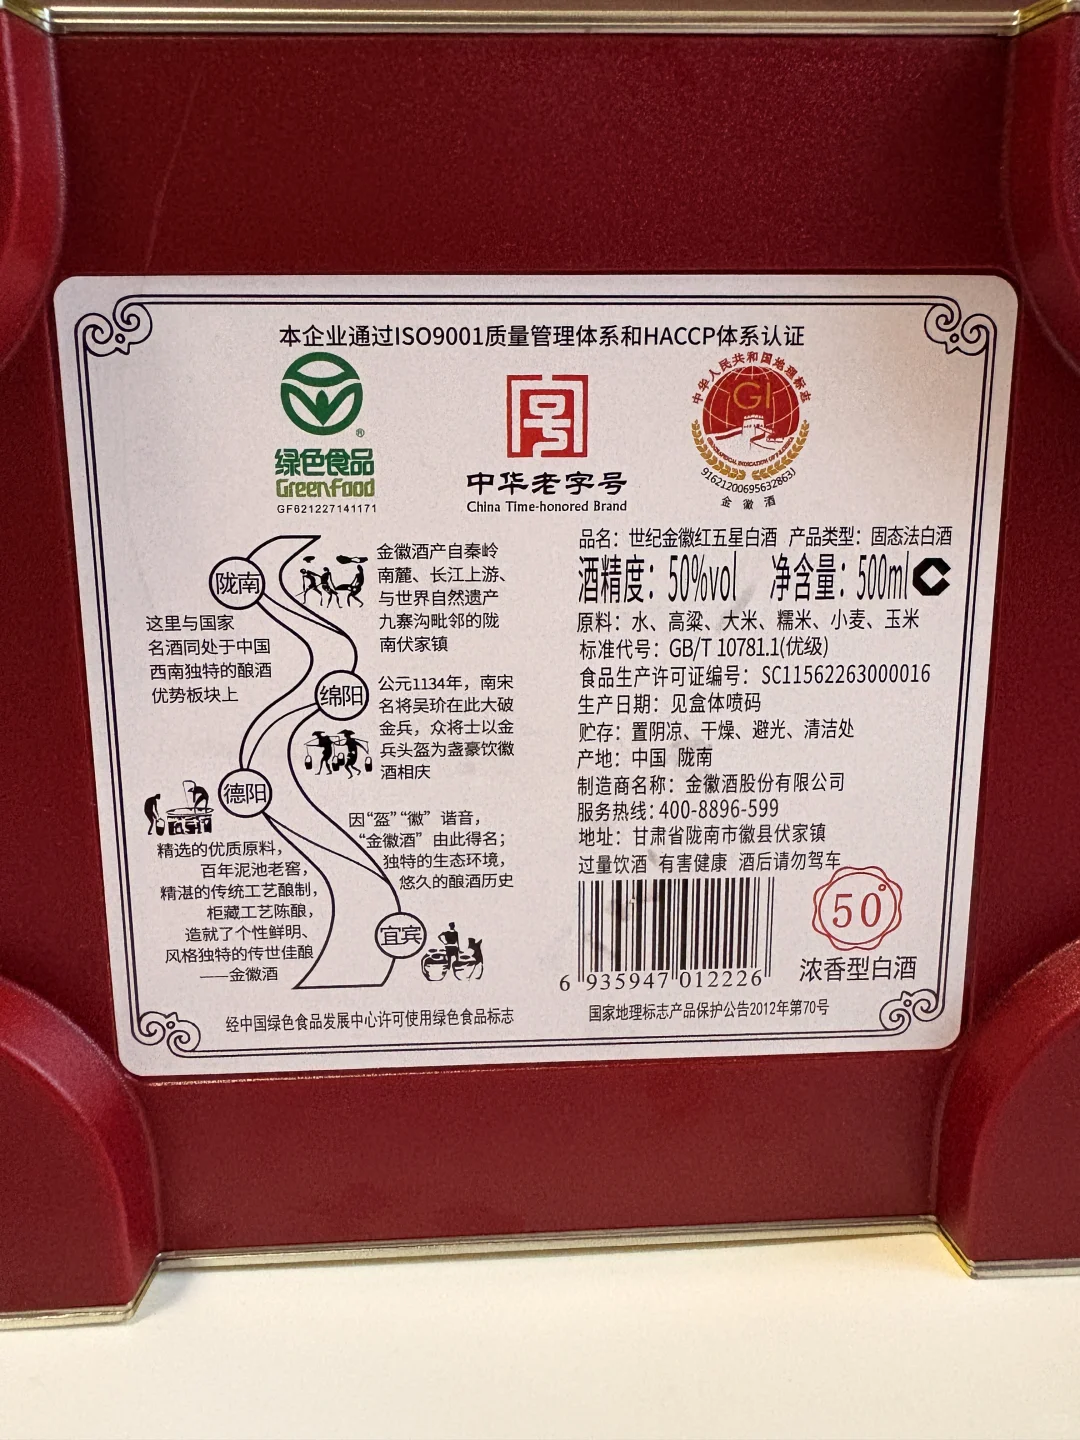 本企业通过ISO9001质量管理体系和HACCP体系认证
绿色食品
Greenfood
®
GF621227141171
中华老字号
China Time-honored Brand
中华人民共和国地理标志
GI
GEOGRAPHICAL INDICATION OF P.R.CHINA
91621200695632863J
金徽酒
陇南
金徽酒产自秦岭
南麓、长江上游、
与世界自然遗产
九寨沟毗邻的陇
南伏家镇
这里与国家
名酒同处于中国
西南独特的酿酒
优势板块上
绵阳
公元1134年，南宋
名将吴玠在此大破
金兵，众将士以金
兵头盔为盏豪饮徽
酒相庆
德阳
因“盔”“徽”谐音，
“金徽酒”由此得名；
独特的生态环境，
悠久的酿酒历史
精选的优质原料，
百年泥池老窖，
精湛的传统工艺酿制，
柜藏工艺陈酿，
造就了个性鲜明、
风格独特的传世佳酿
——金徽酒
宜宾
经中国绿色食品发展中心许可使用绿色食品标志
品名：世纪金徽红五星白酒 产品类型：固态法白酒
酒精度：50%vol 净含量：500ml
原料：水、高粱、大米、糯米、小麦、玉米
标准代号：GB/T 10781.1(优级)
食品生产许可证编号：SC11562263000016
生产日期：见盒体喷码
贮存：置阴凉、干燥、避光、清洁处
产地：中国 陇南
制造商名称：金徽酒股份有限公司
服务热线：400-8896-599
地址：甘肃省陇南市徽县伏家镇
过量饮酒 有害健康 酒后请勿驾车
6 935947 012226
50°
浓香型白酒
国家地理标志产品保护公告2012年第70号